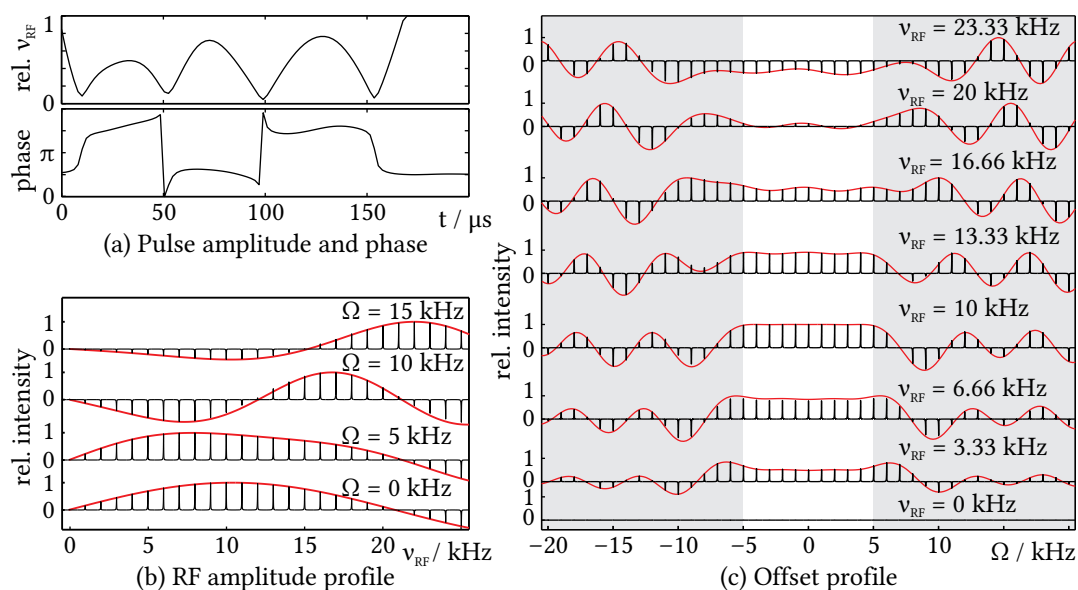 1
rel. ν_RF
0
phase
π
0
0 50 100 150
t / µs
(a) Pulse amplitude and phase
rel. intensity
Ω = 15 kHz
1
0
Ω = 10 kHz
1
0
Ω = 5 kHz
1
0
Ω = 0 kHz
1
0
0 5 10 15 20
ν_RF / kHz
(b) RF amplitude profile
rel. intensity
ν_RF = 23.33 kHz
1
0
ν_RF = 20 kHz
1
0
ν_RF = 16.66 kHz
1
0
ν_RF = 13.33 kHz
1
0
ν_RF = 10 kHz
1
0
ν_RF = 6.66 kHz
1
0
ν_RF = 3.33 kHz
1
0
ν_RF = 0 kHz
1
0
−20 −15 −10 −5 0 5 10
Ω / kHz
(c) Offset profile